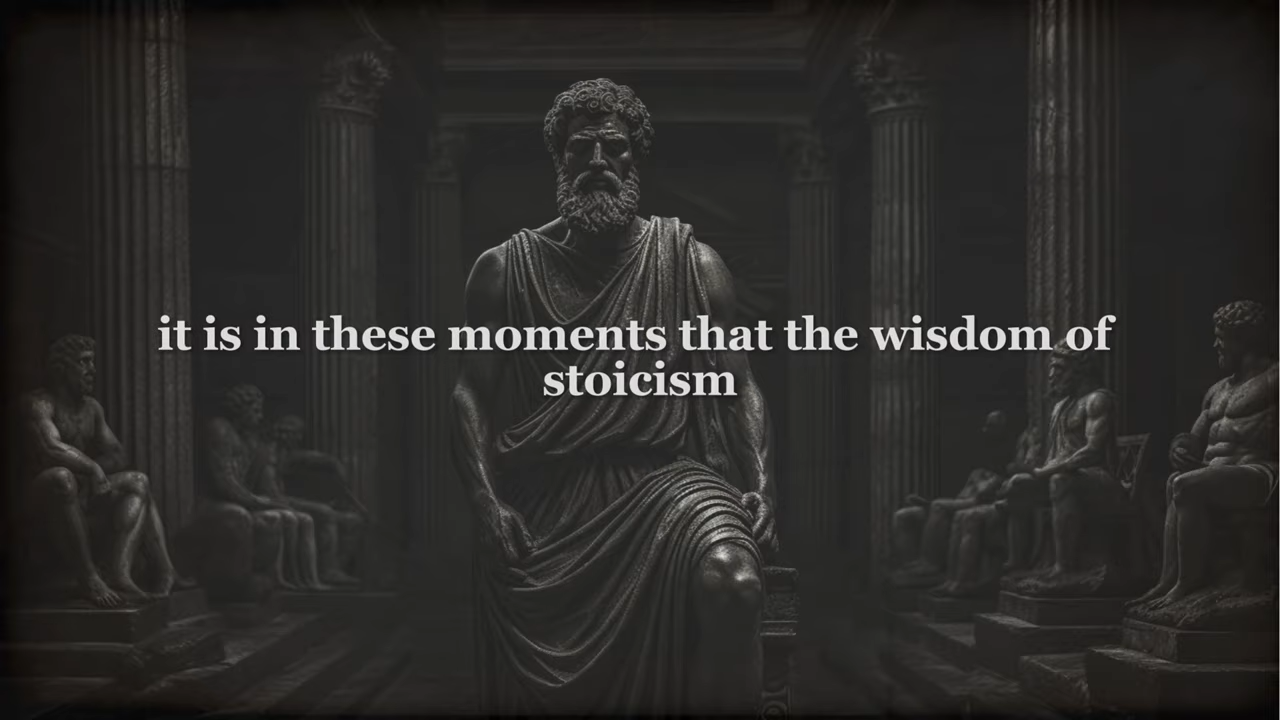 it is in these moments that the wisdom of
stoicism